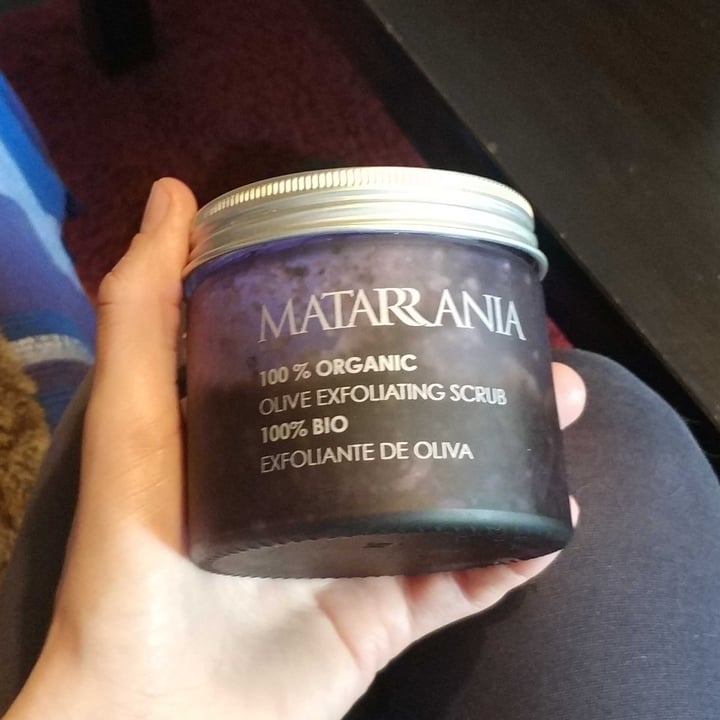 MATARRANIA
100 % ORGANIC
OLIVE EXFOLIATING SCRUB
100% BIO
EXFOLIANTE DE OLIVA